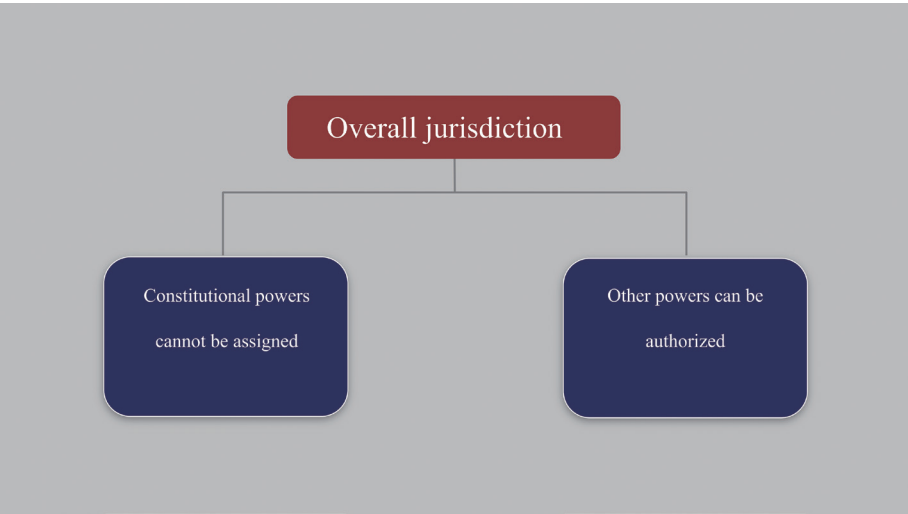 Overall jurisdiction
Constitutional powers
cannot be assigned
Other powers can be
authorized